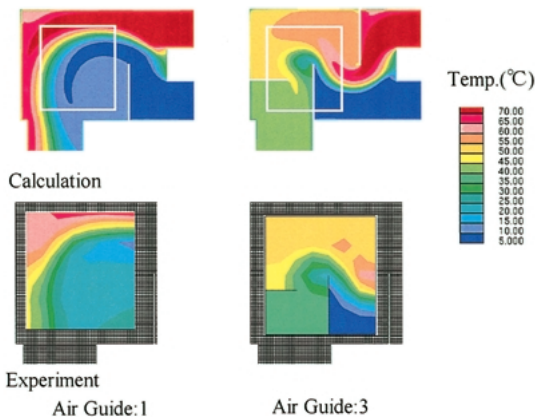 Temp.(℃)
70.00
65.00
60.00
55.00
50.00
45.00
40.00
35.00
30.00
25.00
20.00
15.00
10.00
5.000
Calculation
Experiment
Air Guide:1
Air Guide:3